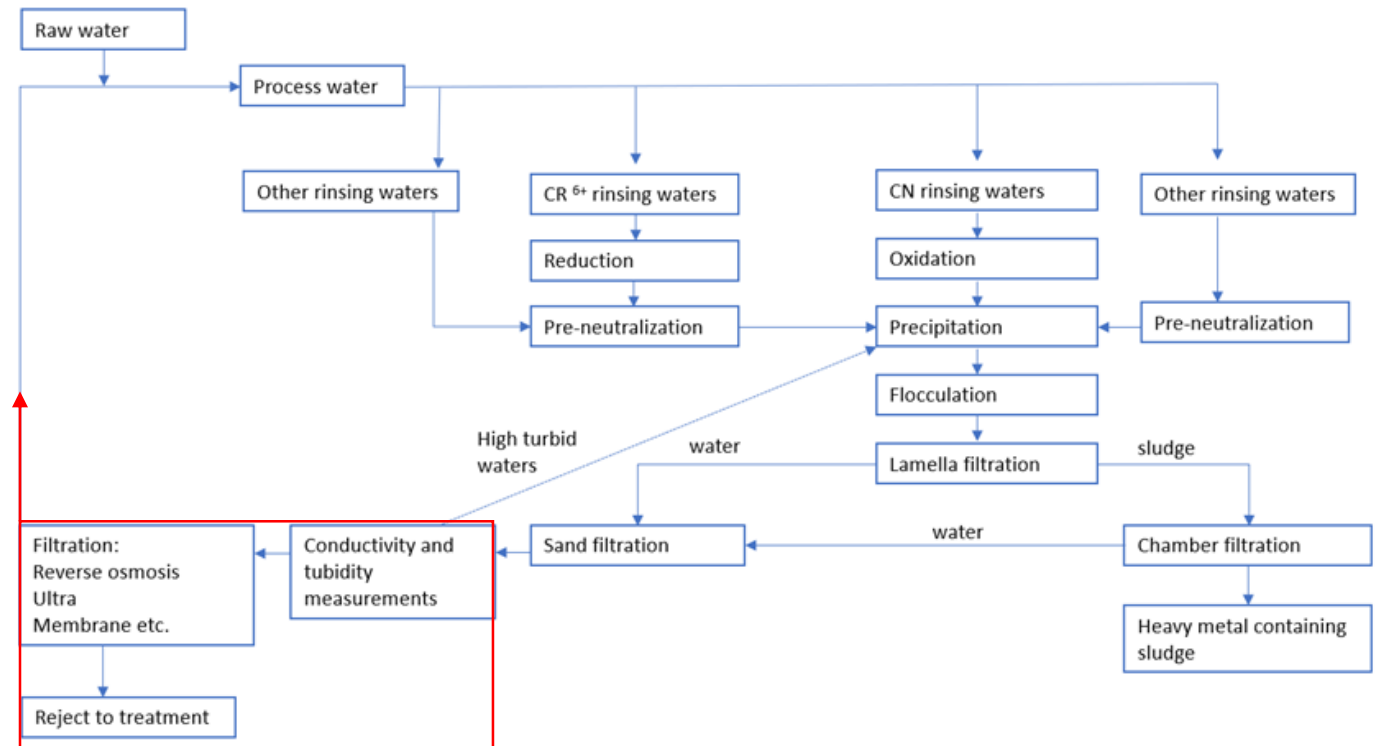 Raw water
Process water
Other rinsing waters
CR ⁶⁺ rinsing waters
CN rinsing waters
Other rinsing waters
Reduction
Oxidation
Pre-neutralization
Precipitation
Pre-neutralization
Flocculation
High turbid
waters
water
Lamella filtration
sludge
Filtration:
Reverse osmosis
Ultra
Membrane etc.
Conductivity and
tubidity
measurements
Sand filtration
water
Chamber filtration
Heavy metal containing
sludge
Reject to treatment